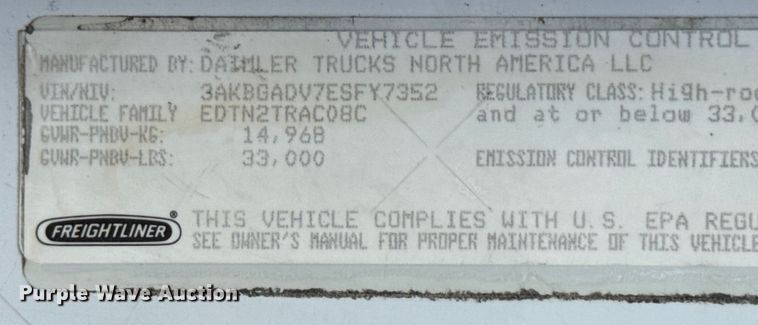 VEHICLE EMISSION CONTROL
MANUFACTURED BY: DAIMLER TRUCKS NORTH AMERICA LLC
VIN/NIV: 3AKBGADV7ESFY7352 REGULATORY CLASS: High-roo
VEHICLE FAMILY EDTN2TRAC08C and at or below 33,0
GVWR-PNBV-KG: 14,968
GVWR-PNBV-LBS: 33,000 EMISSION CONTROL IDENTIFIERS
FREIGHTLINER®
THIS VEHICLE COMPLIES WITH U.S. EPA REGU
SEE OWNER'S MANUAL FOR PROPER MAINTENANCE OF THIS VEHICLE
Purple Wave Auction